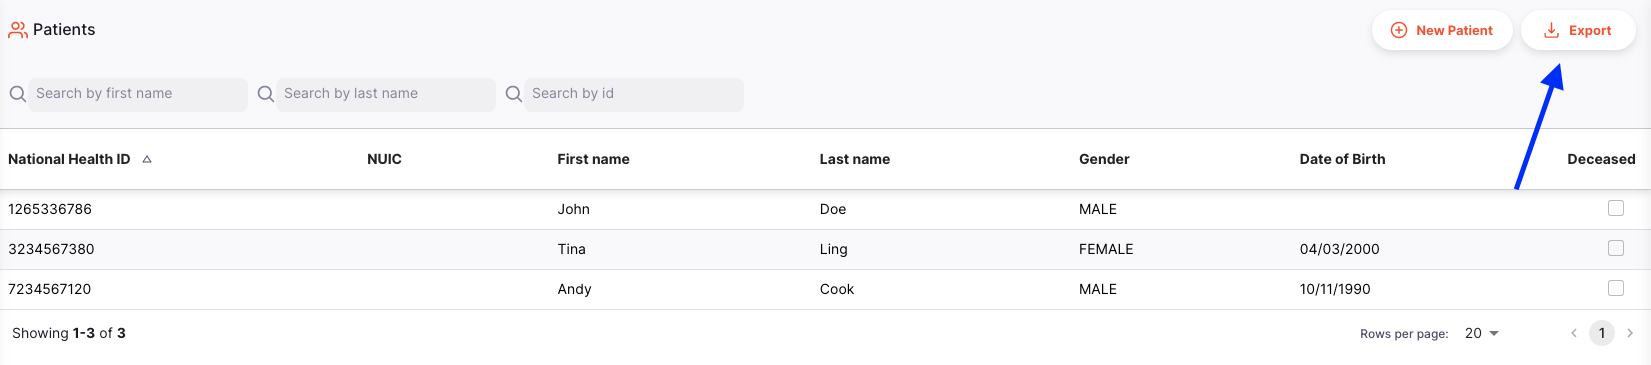 Patients New Patient Export
Search by first name Search by last name Search by id
National Health ID NUIC First name Last name Gender Date of Birth Deceased
1265336786 John Doe MALE
3234567380 Tina Ling FEMALE 04/03/2000
7234567120 Andy Cook MALE 10/11/1990
Showing 1-3 of 3 Rows per page: 20 1